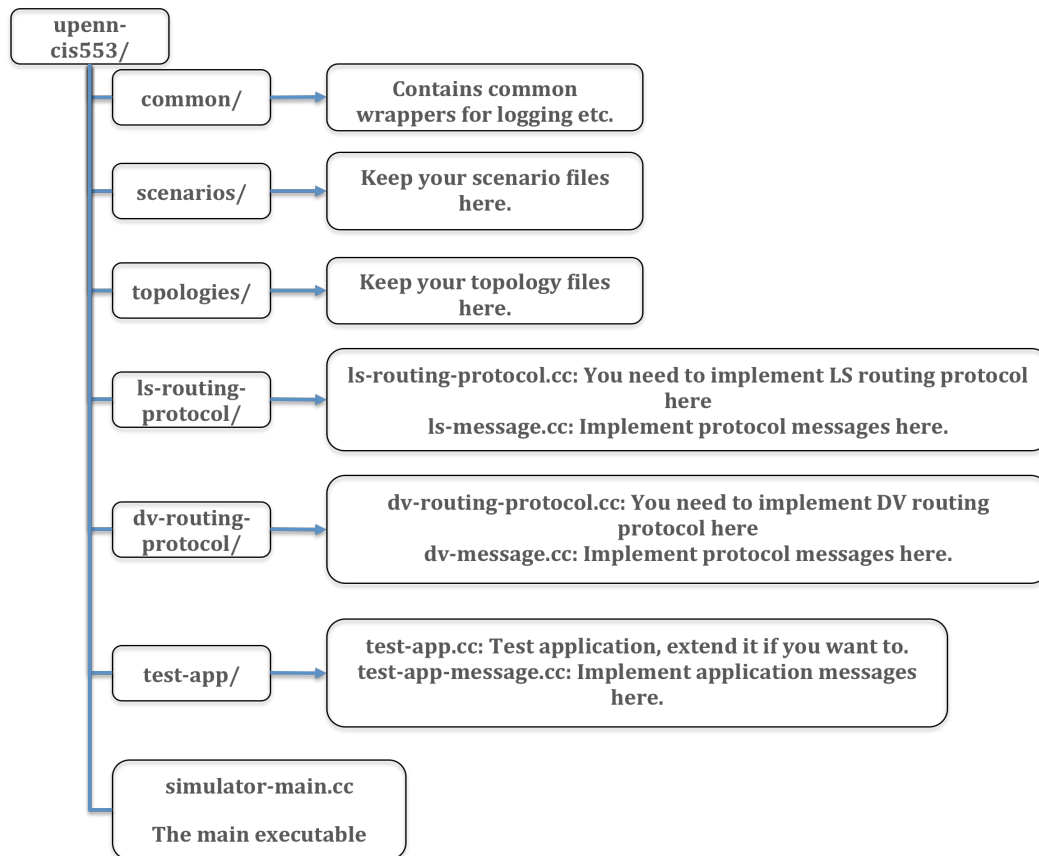 upenn-
cis553/
common/
Contains common
wrappers for logging etc.
scenarios/
Keep your scenario files
here.
topologies/
Keep your topology files
here.
ls-routing-
protocol/
ls-routing-protocol.cc: You need to implement LS routing protocol
here
ls-message.cc: Implement protocol messages here.
dv-routing-
protocol/
dv-routing-protocol.cc: You need to implement DV routing
protocol here
dv-message.cc: Implement protocol messages here.
test-app/
test-app.cc: Test application, extend it if you want to.
test-app-message.cc: Implement application messages
here.
simulator-main.cc
The main executable